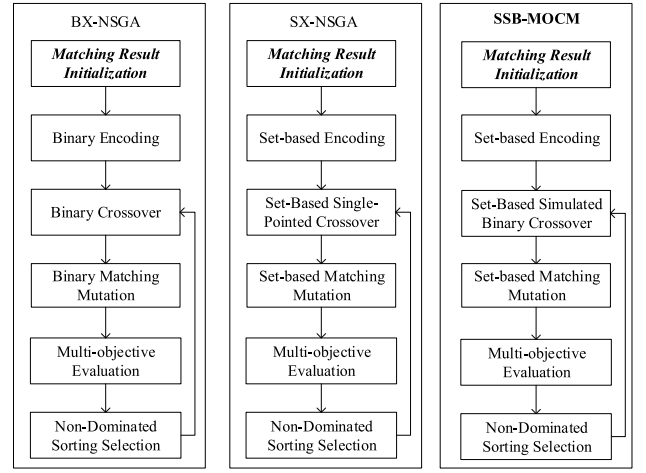 BX-NSGA
Matching Result
Initialization
Binary Encoding
Binary Crossover
Binary Matching
Mutation
Multi-objective
Evaluation
Non-Dominated
Sorting Selection
SX-NSGA
Matching Result
Initialization
Set-based Encoding
Set-Based Single-
Pointed Crossover
Set-based Matching
Mutation
Multi-objective
Evaluation
Non-Dominated
Sorting Selection
SSB-MOCM
Matching Result
Initialization
Set-based Encoding
Set-Based Simulated
Binary Crossover
Set-based Matching
Mutation
Multi-objective
Evaluation
Non-Dominated
Sorting Selection